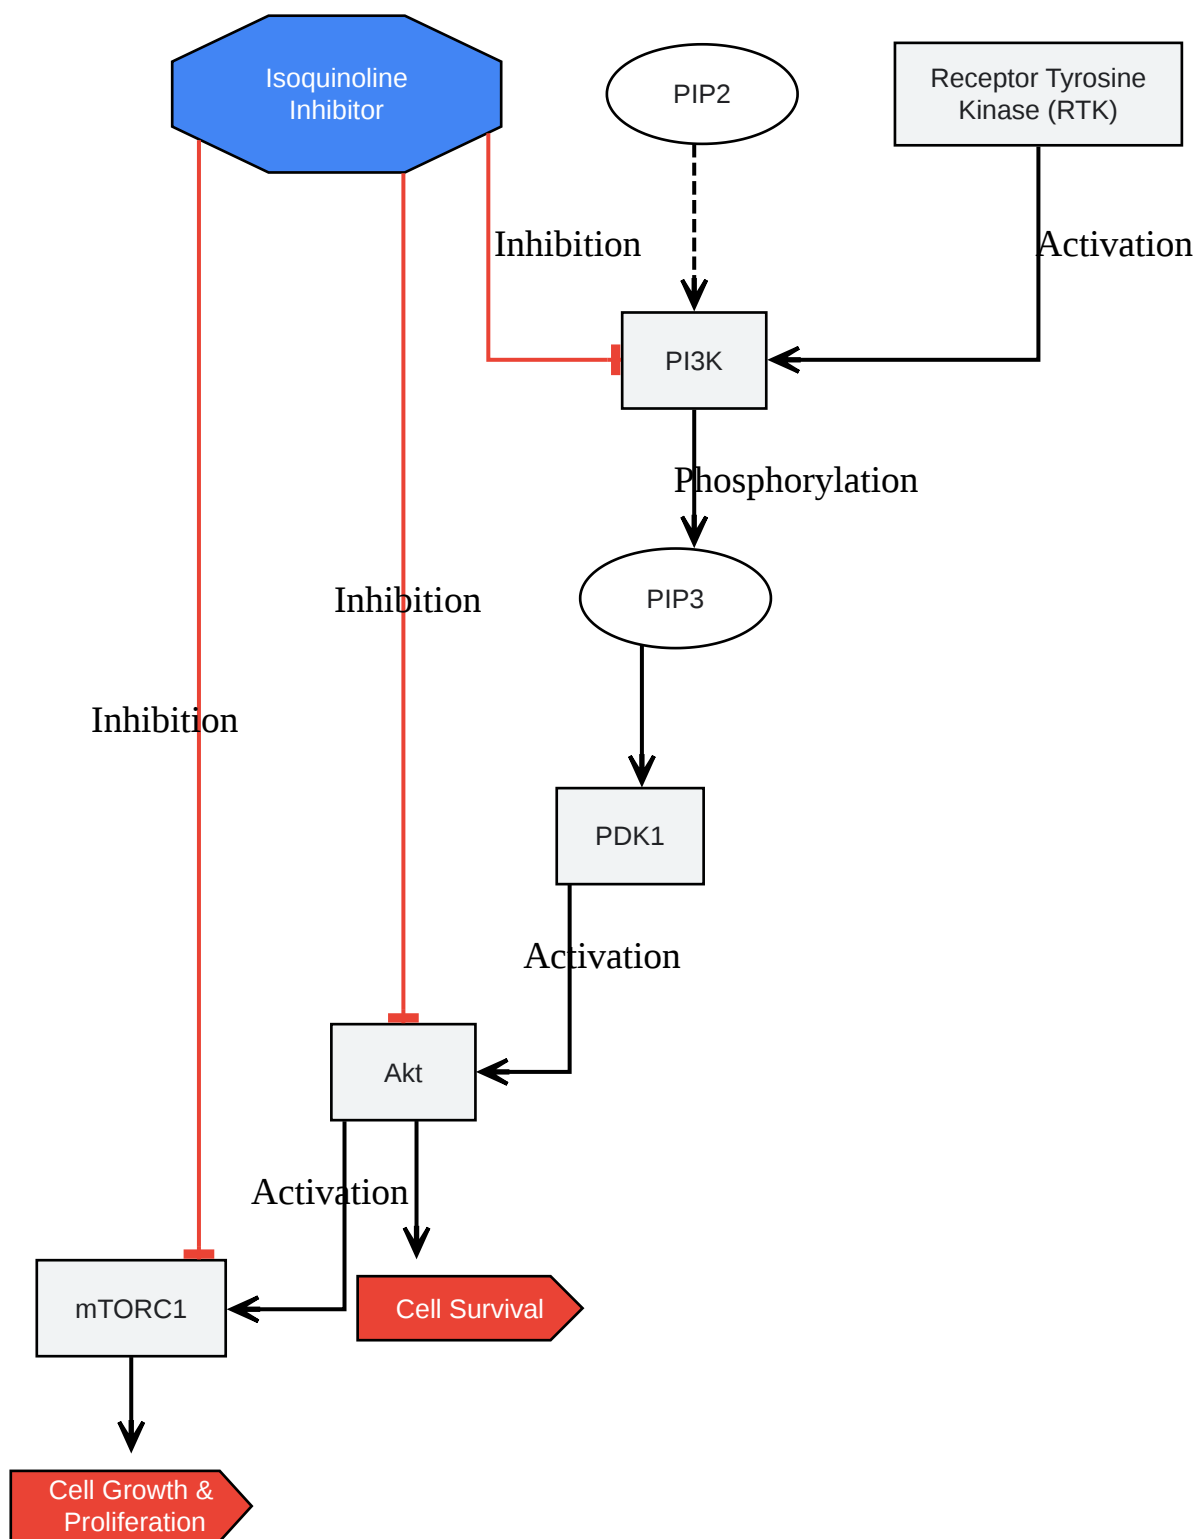 Isoquinoline
Inhibitor
PIP2
Receptor Tyrosine
Kinase (RTK)
Inhibition
Activation
PI3K
Phosphorylation
PIP3
Inhibition
Inhibition
PDK1
Activation
Akt
Activation
mTORC1
Cell Survival
Cell Growth &
Proliferation